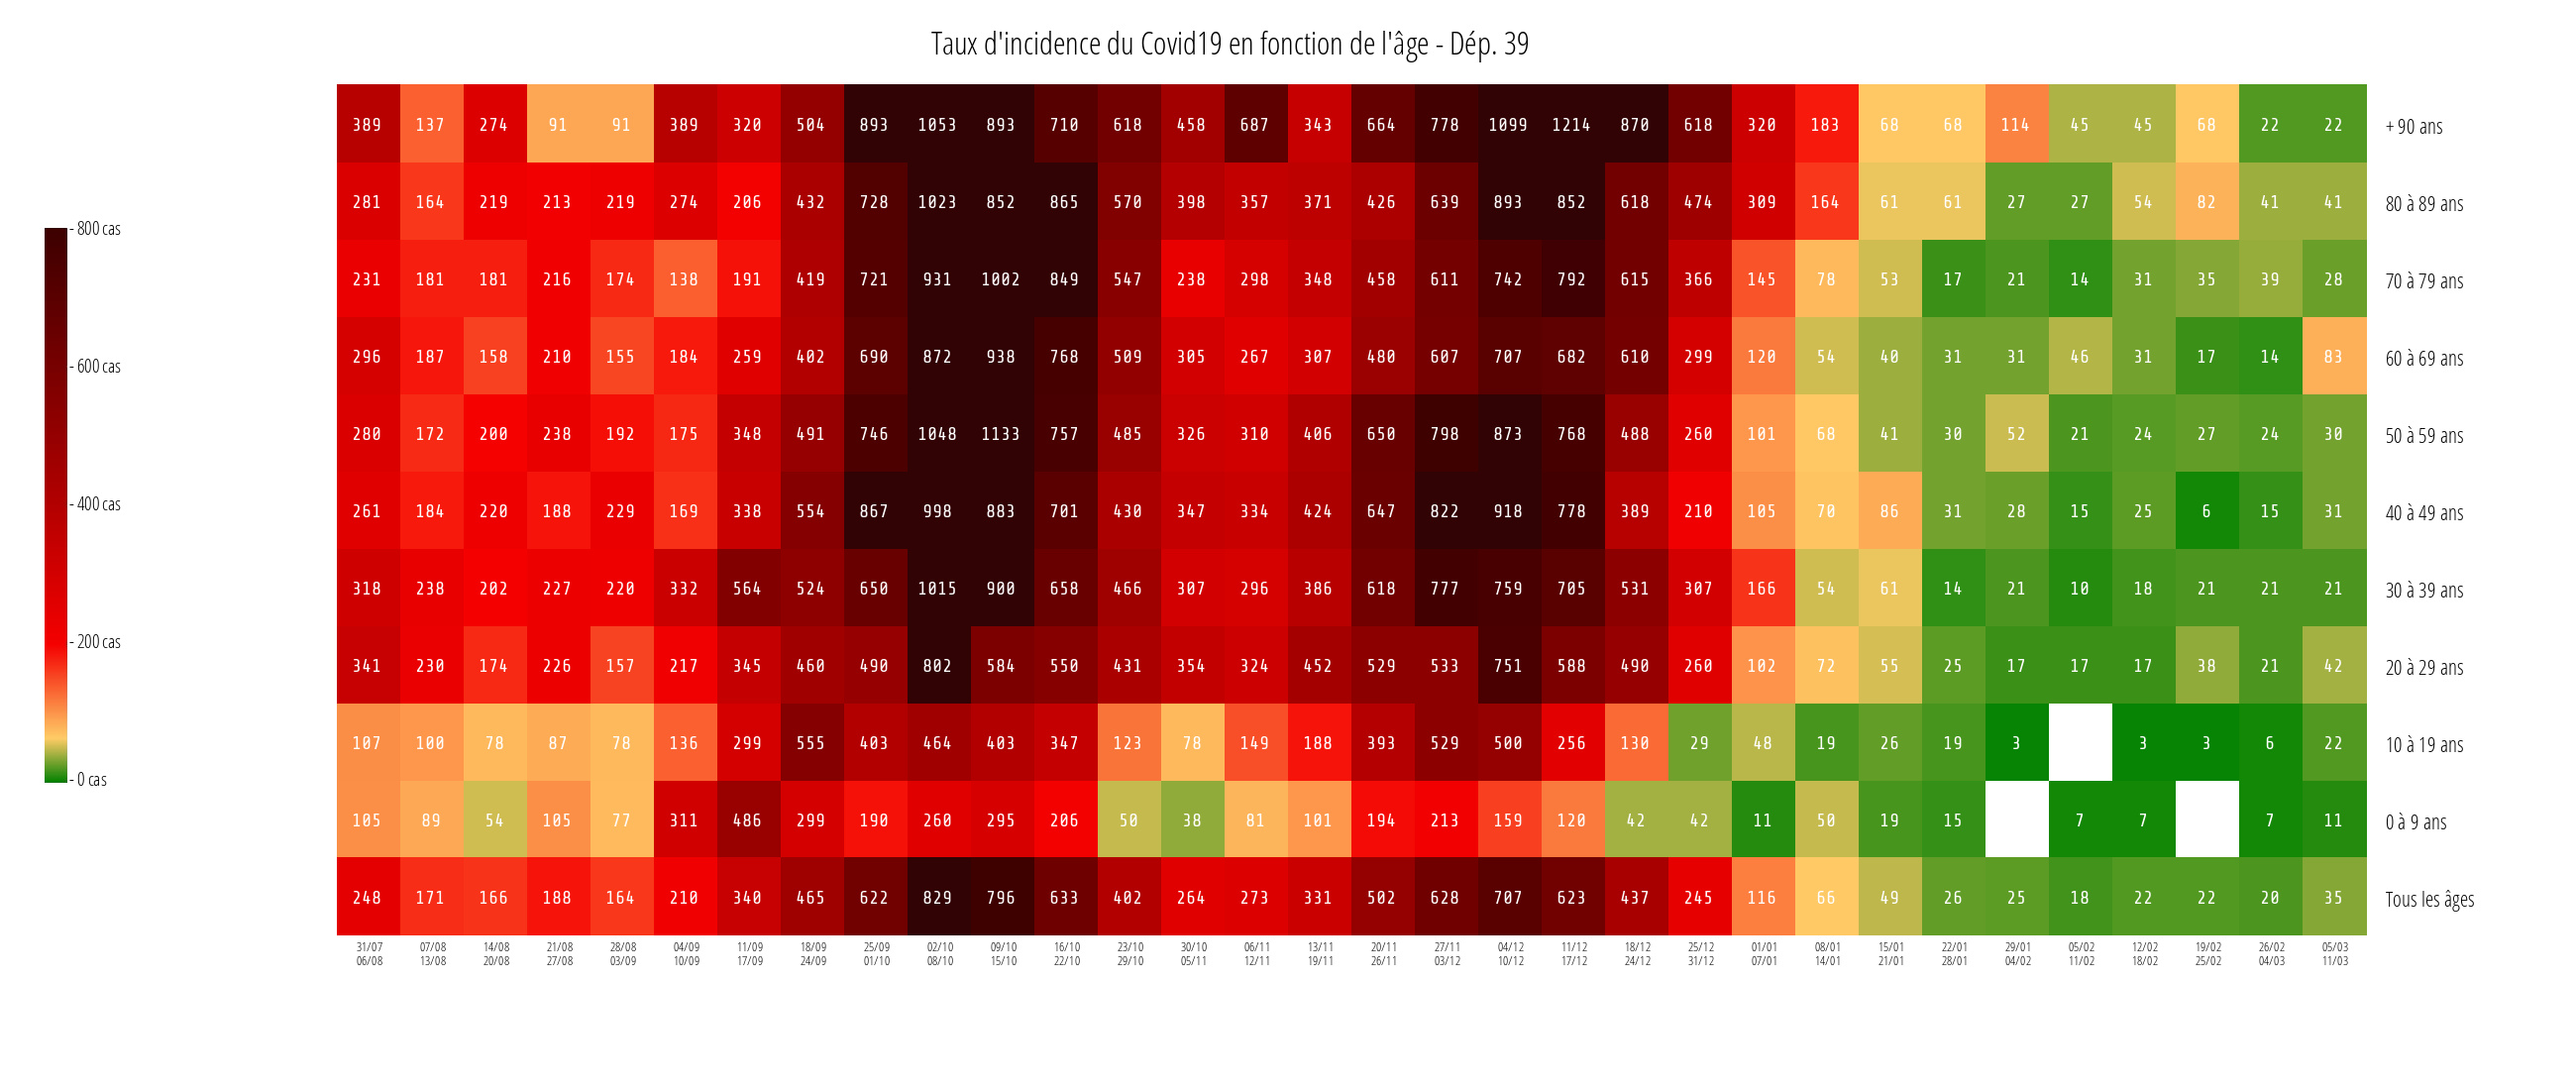 Taux d'incidence du Covid19 en fonction de l'âge - Dép. 39
- 800 cas
- 600 cas
- 400 cas
- 200 cas
- 0 cas
389 137 274 91 91 389 320 504 893 1053 893 710 618 458 687 343 664 778 1099 1214 870 618 320 183 68 68 114 45 45 68 22 22 + 90 ans
281 164 219 213 219 274 206 432 728 1023 852 865 570 398 357 371 426 639 893 852 618 474 309 164 61 61 27 27 54 82 41 41 80 à 89 ans
231 181 181 216 174 138 191 419 721 931 1002 849 547 238 298 348 458 611 742 792 615 366 145 78 53 17 21 14 31 35 39 28 70 à 79 ans
296 187 158 210 155 184 259 402 690 872 938 768 509 305 267 307 480 607 707 682 610 299 120 54 40 31 31 46 31 17 14 83 60 à 69 ans
280 172 200 238 192 175 348 491 746 1048 1133 757 485 326 310 406 650 798 873 768 488 260 101 68 41 30 52 21 24 27 24 30 50 à 59 ans
261 184 220 188 229 169 338 554 867 998 883 701 430 347 334 424 647 822 918 778 389 210 105 70 86 31 28 15 25 6 15 31 40 à 49 ans
318 238 202 227 220 332 564 524 650 1015 900 658 466 307 296 386 618 777 759 705 531 307 166 54 61 14 21 10 18 21 21 21 30 à 39 ans
341 230 174 226 157 217 345 460 490 802 584 550 431 354 324 452 529 533 751 588 490 260 102 72 55 25 17 17 17 38 21 42 20 à 29 ans
107 100 78 87 78 136 299 555 403 464 403 347 123 78 149 188 393 529 500 256 130 29 48 19 26 19 3 3 3 6 22 10 à 19 ans
105 89 54 105 77 311 486 299 190 260 295 206 50 38 81 101 194 213 159 120 42 42 11 50 19 15 7 7 7 11 0 à 9 ans
248 171 166 188 164 210 340 465 622 829 796 633 402 264 273 331 502 628 707 623 437 245 116 66 49 26 25 18 22 22 20 35 Tous les âges
31/07 07/08 14/08 21/08 28/08 04/09 11/09 18/09 25/09 02/10 09/10 16/10 23/10 30/10 06/11 13/11 20/11 27/11 04/12 11/12 18/12 25/12 01/01 08/01 15/01 22/01 29/01 05/02 12/02 19/02 26/02 05/03
06/08 13/08 20/08 27/08 03/09 10/09 17/09 24/09 01/10 08/10 15/10 22/10 29/10 05/11 12/11 19/11 26/11 03/12 10/12 17/12 24/12 31/12 07/01 14/01 21/01 28/01 04/02 11/02 18/02 25/02 04/03 11/03